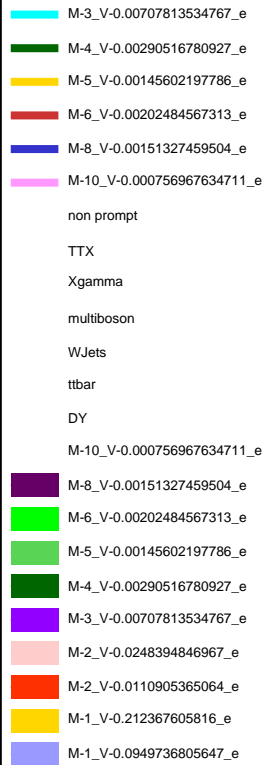 M-3_V-0.00707813534767_e
M-4_V-0.00290516780927_e
M-5_V-0.00145602197786_e
M-6_V-0.00202484567313_e
M-8_V-0.00151327459504_e
M-10_V-0.000756967634711_e
non prompt
TTX
Xgamma
multiboson
WJets
ttbar
DY
M-10_V-0.000756967634711_e
M-8_V-0.00151327459504_e
M-6_V-0.00202484567313_e
M-5_V-0.00145602197786_e
M-4_V-0.00290516780927_e
M-3_V-0.00707813534767_e
M-2_V-0.0248394846967_e
M-2_V-0.0110905365064_e
M-1_V-0.212367605816_e
M-1_V-0.0949736805647_e